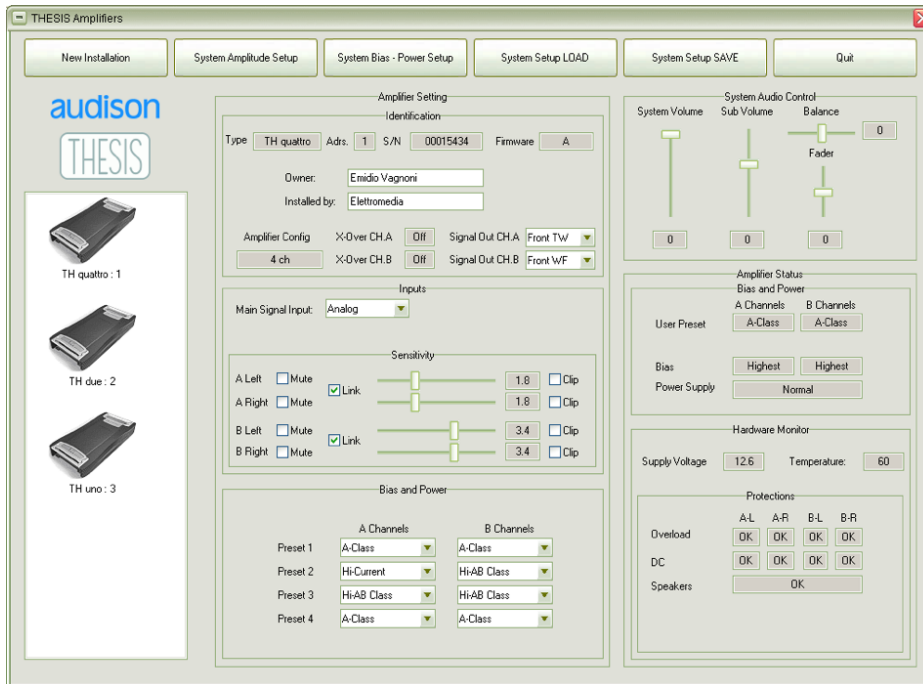 THESIS Amplifiers
New Installation
System Amplitude Setup
System Bias - Power Setup
System Setup LOAD
System Setup SAVE
Quit
audison
THESIS
TH quattro : 1
TH due : 2
TH uno : 3
Amplifier Setting
Identification
Type TH quattro Adrs. 1 S/N 00015434 Firmware A
Owner: Emidio Vagnoni
Installed by: Elettromedia
Amplifier Config X-Over CH.A Off Signal Out CH.A Front TW
4 ch X-Over CH.B Off Signal Out CH.B Front WF
Inputs
Main Signal Input: Analog
Sensitivity
A Left Mute Link 1.8 Clip
A Right Mute 1.8 Clip
B Left Mute Link 3.4 Clip
B Right Mute 3.4 Clip
Bias and Power
A Channels B Channels
Preset 1 A-Class A-Class
Preset 2 Hi-Current Hi-AB Class
Preset 3 Hi-AB Class Hi-AB Class
Preset 4 A-Class A-Class
System Audio Control
System Volume Sub Volume Balance
0
Fader
0 0 0
Amplifier Status
Bias and Power
A Channels B Channels
User Preset A-Class A-Class
Bias Highest Highest
Power Supply Normal
Hardware Monitor
Supply Voltage 12.6 Temperature: 60
Protections
A-L A-R B-L B-R
Overload OK OK OK OK
DC OK OK OK OK
Speakers OK